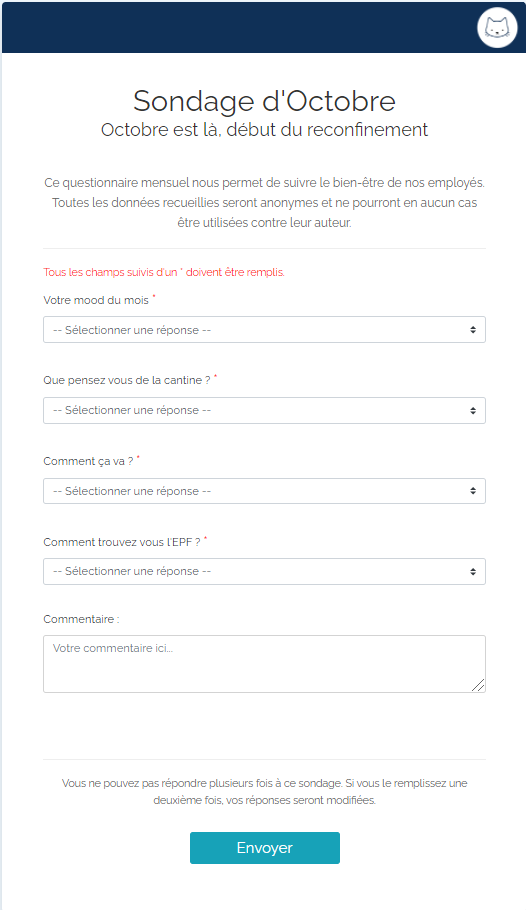 Sondage d'Octobre
Octobre est là, début du reconfinement
Ce questionnaire mensuel nous permet de suivre le bien-être de nos employés.
Toutes les données recueillies seront anonymes et ne pourront en aucun cas
être utilisées contre leur auteur.
Tous les champs suivis d'un * doivent être remplis.
Votre mood du mois *
-- Sélectionner une réponse --
Que pensez vous de la cantine ? *
-- Sélectionner une réponse --
Comment ça va ? *
-- Sélectionner une réponse --
Comment trouvez vous l'EPF ? *
-- Sélectionner une réponse --
Commentaire :
Votre commentaire ici...
Vous ne pouvez pas répondre plusieurs fois à ce sondage. Si vous le remplissez une
deuxième fois, vos réponses seront modifiées.
Envoyer